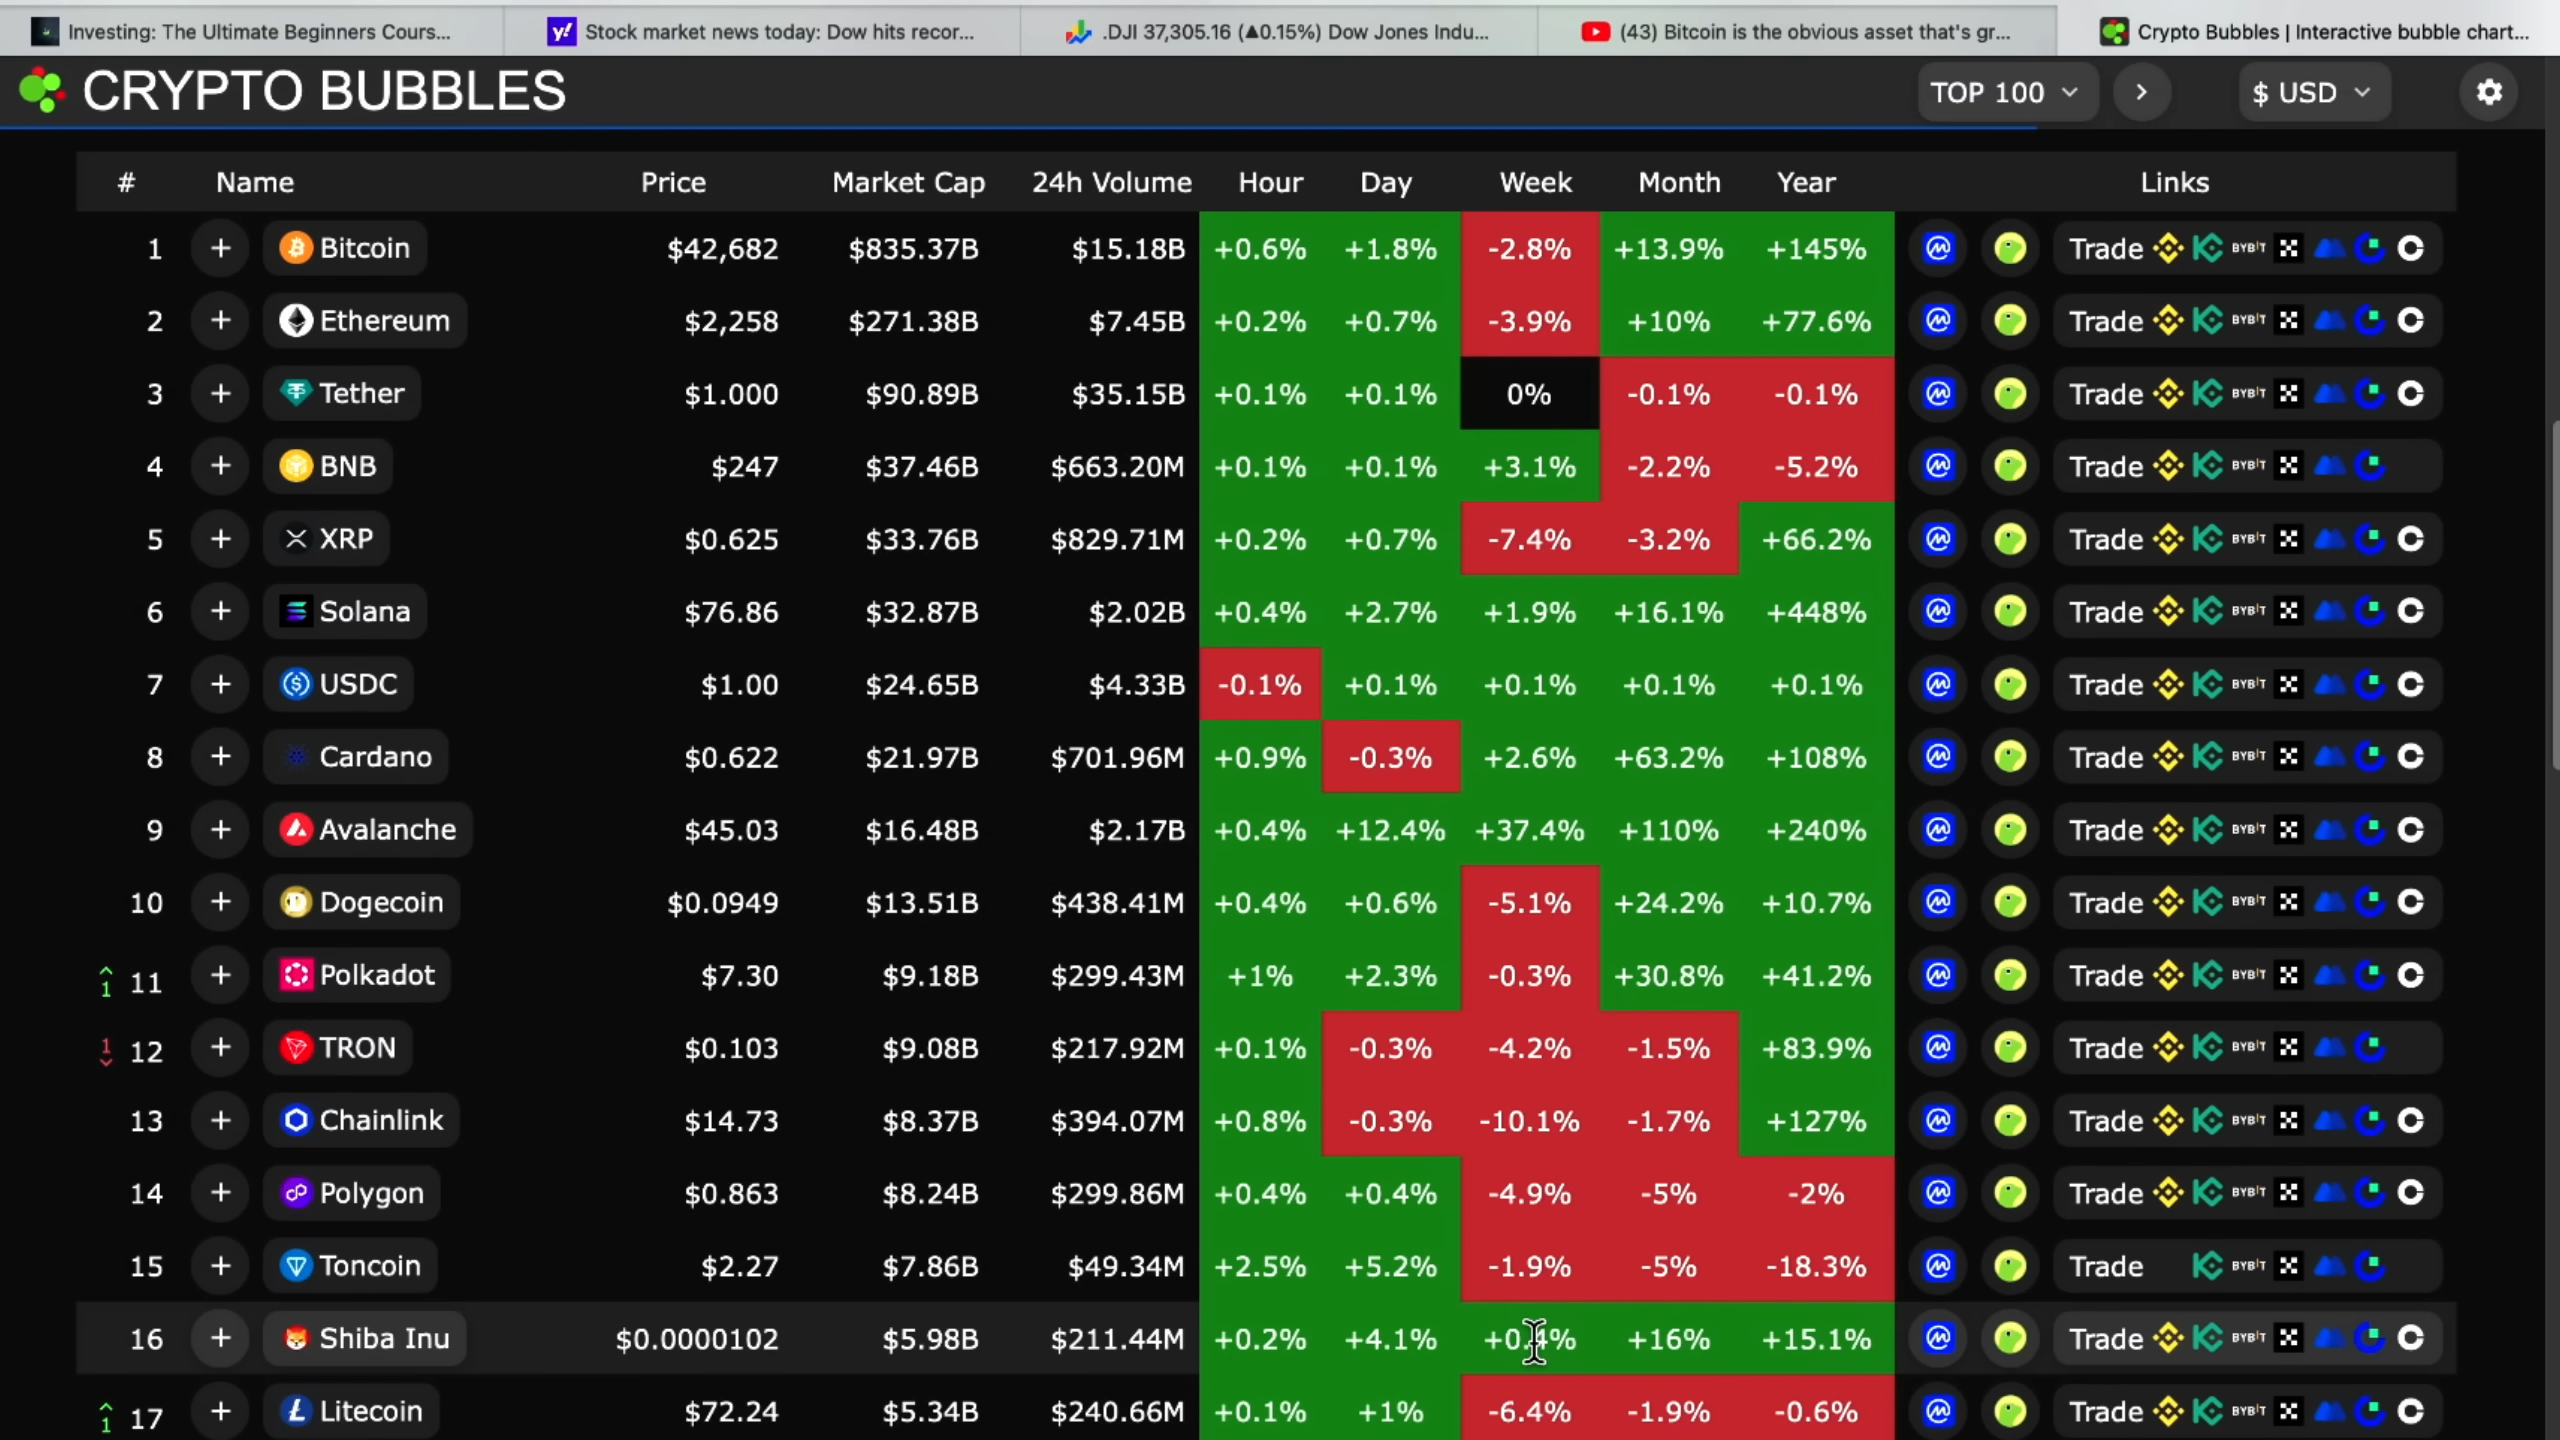 Investing: The Ultimate Beginners Cours... Stock market news today: Dow hits recor... .DJI 37,305.16 (▲0.15%) Dow Jones Indu... (43) Bitcoin is the obvious asset that's gr... Crypto Bubbles | Interactive bubble chart...
CRYPTO BUBBLES TOP 100 $ USD
# Name Price Market Cap 24h Volume Hour Day Week Month Year Links
1 + Bitcoin $42,682 $835.37B $15.18B +0.6% +1.8% -2.8% +13.9% +145% Trade BYBIT
2 + Ethereum $2,258 $271.38B $7.45B +0.2% +0.7% -3.9% +10% +77.6% Trade BYBIT
3 + Tether $1.000 $90.89B $35.15B +0.1% +0.1% 0% -0.1% -0.1% Trade BYBIT
4 + BNB $247 $37.46B $663.20M +0.1% +0.1% +3.1% -2.2% -5.2% Trade BYBIT
5 + XRP $0.625 $33.76B $829.71M +0.2% +0.7% -7.4% -3.2% +66.2% Trade BYBIT
6 + Solana $76.86 $32.87B $2.02B +0.4% +2.7% +1.9% +16.1% +448% Trade BYBIT
7 + USDC $1.00 $24.65B $4.33B -0.1% +0.1% +0.1% +0.1% +0.1% Trade BYBIT
8 + Cardano $0.622 $21.97B $701.96M +0.9% -0.3% +2.6% +63.2% +108% Trade BYBIT
9 + Avalanche $45.03 $16.48B $2.17B +0.4% +12.4% +37.4% +110% +240% Trade BYBIT
10 + Dogecoin $0.0949 $13.51B $438.41M +0.4% +0.6% -5.1% +24.2% +10.7% Trade BYBIT
1 11 + Polkadot $7.30 $9.18B $299.43M +1% +2.3% -0.3% +30.8% +41.2% Trade BYBIT
1 12 + TRON $0.103 $9.08B $217.92M +0.1% -0.3% -4.2% -1.5% +83.9% Trade BYBIT
13 + Chainlink $14.73 $8.37B $394.07M +0.8% -0.3% -10.1% -1.7% +127% Trade BYBIT
14 + Polygon $0.863 $8.24B $299.86M +0.4% +0.4% -4.9% -5% -2% Trade BYBIT
15 + Toncoin $2.27 $7.86B $49.34M +2.5% +5.2% -1.9% -5% -18.3% Trade BYBIT
16 + Shiba Inu $0.0000102 $5.98B $211.44M +0.2% +4.1% +16% +15.1% Trade BYBIT
1 17 + Litecoin $72.24 $5.34B $240.66M +0.1% +1% -6.4% -1.9% -0.6% Trade BYBIT